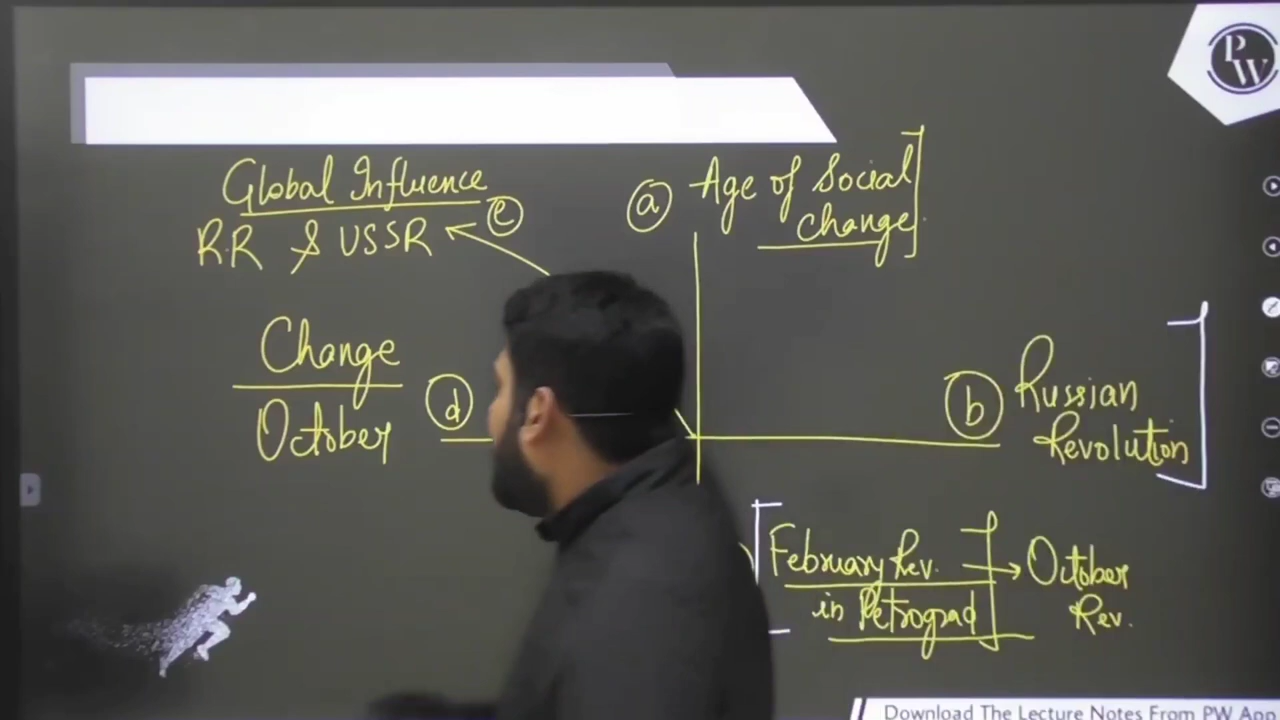 PW
Global Influence
R.R & USSR
e
a
Age of Social
change
Change
October
d
b
Russian
Revolution
February Rev.
in Petrograd
October
Rev.
Download The Lecture Notes From PW App